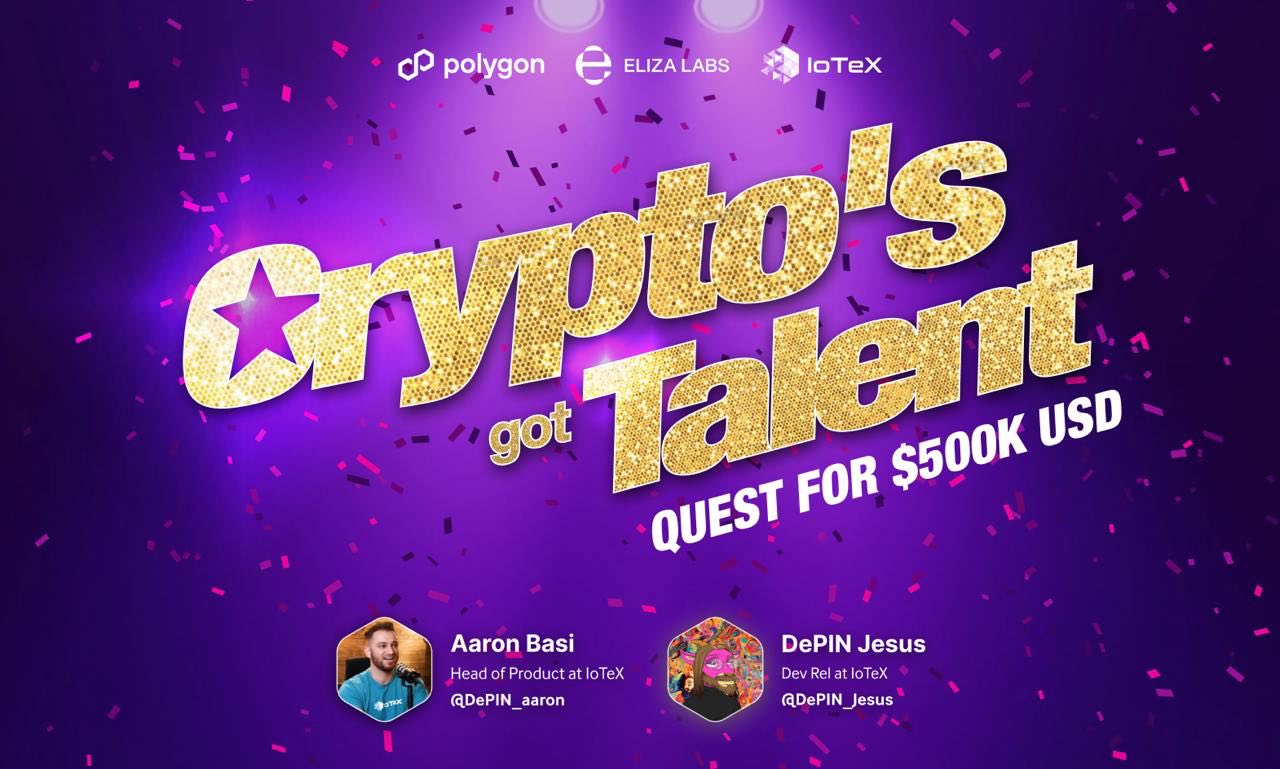 polygon
ELIZA LABS
IoTeX
Crypto's
got Talent
QUEST FOR $500K USD
Aaron Basi
Head of Product at IoTeX
@DePIN_aaron
IoTeX
DePIN Jesus
Dev Rel at IoTeX
@DePIN_Jesus